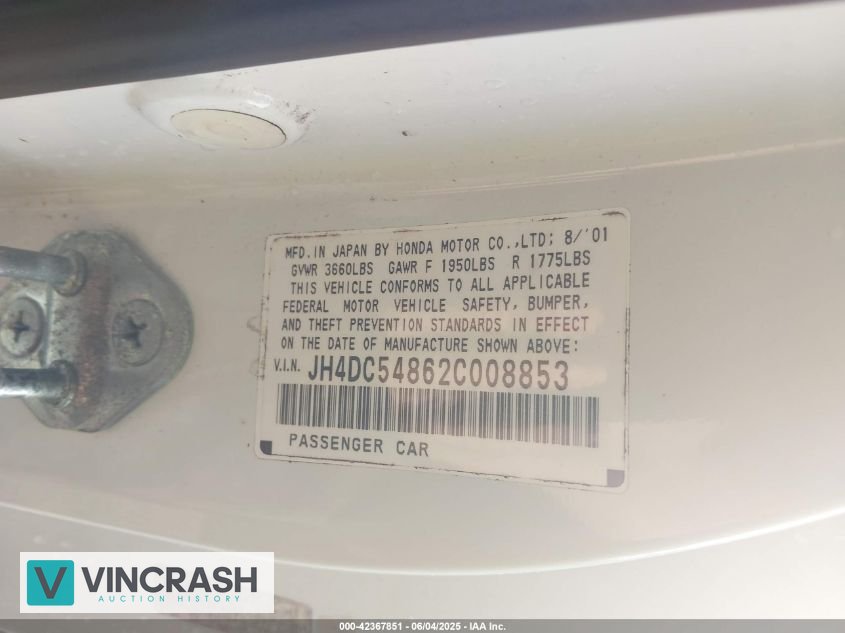 MFD. IN JAPAN BY HONDA MOTOR CO.,LTD; 8/'01
GVWR 3660LBS GAWR F 1950LBS R 1775LBS
THIS VEHICLE CONFORMS TO ALL APPLICABLE
FEDERAL MOTOR VEHICLE SAFETY, BUMPER,
AND THEFT PREVENTION STANDARDS IN EFFECT
ON THE DATE OF MANUFACTURE SHOWN ABOVE:
V.I.N. JH4DC54862C008853
PASSENGER CAR
V VINCRASH
AUCTION HISTORY
000-42367851 - 06/04/2025 - IAA Inc.